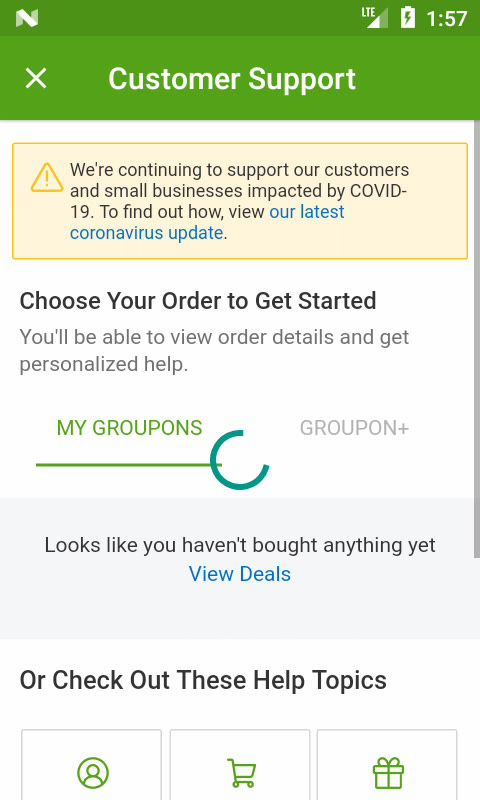 LTE 1:57
Customer Support
We're continuing to support our customers
and small businesses impacted by COVID-
19. To find out how, view our latest
coronavirus update.
Choose Your Order to Get Started
You'll be able to view order details and get
personalized help.
MY GROUPONS GROUPON+
Looks like you haven't bought anything yet
View Deals
Or Check Out These Help Topics